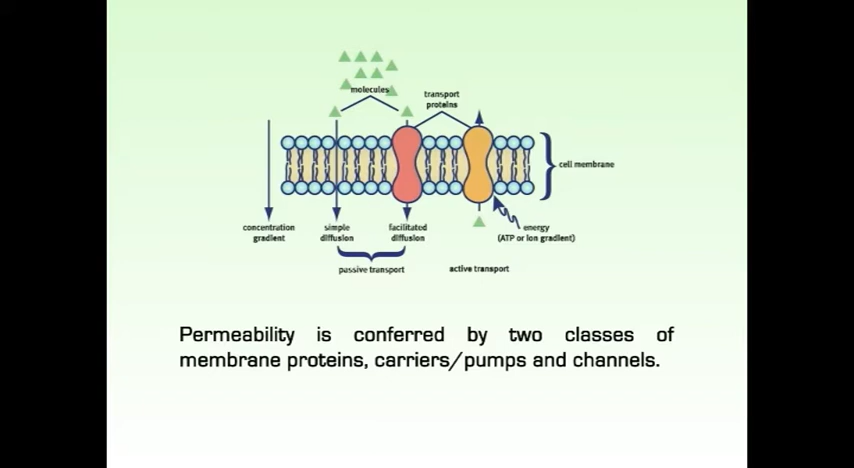 molecules
transport
proteins
cell membrane
concentration
gradient
simple
diffusion
facilitated
diffusion
energy
(ATP or ion gradient)
passive transport
active transport
Permeability is conferred by two classes of
membrane proteins, carriers/pumps and channels.